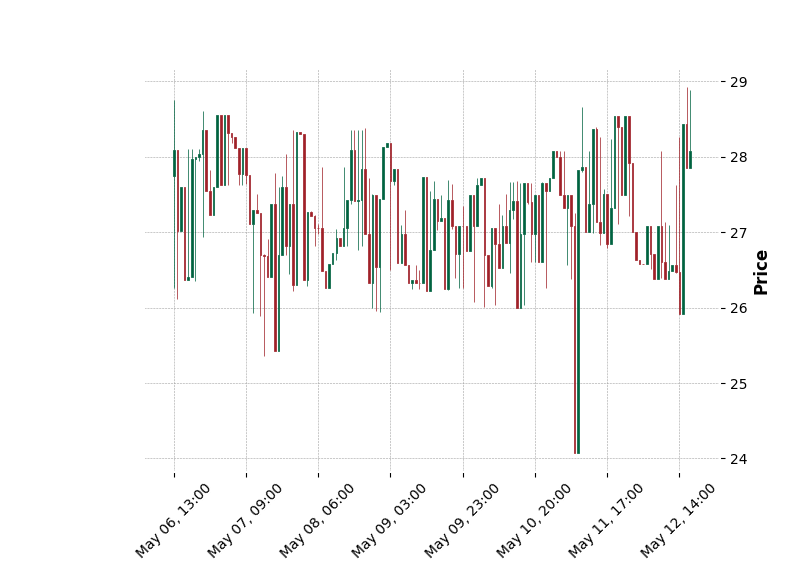 29
28
27
26
25
24
Price
May 06, 13:00
May 07, 09:00
May 08, 06:00
May 09, 03:00
May 09, 23:00
May 10, 20:00
May 11, 17:00
May 12, 14:00